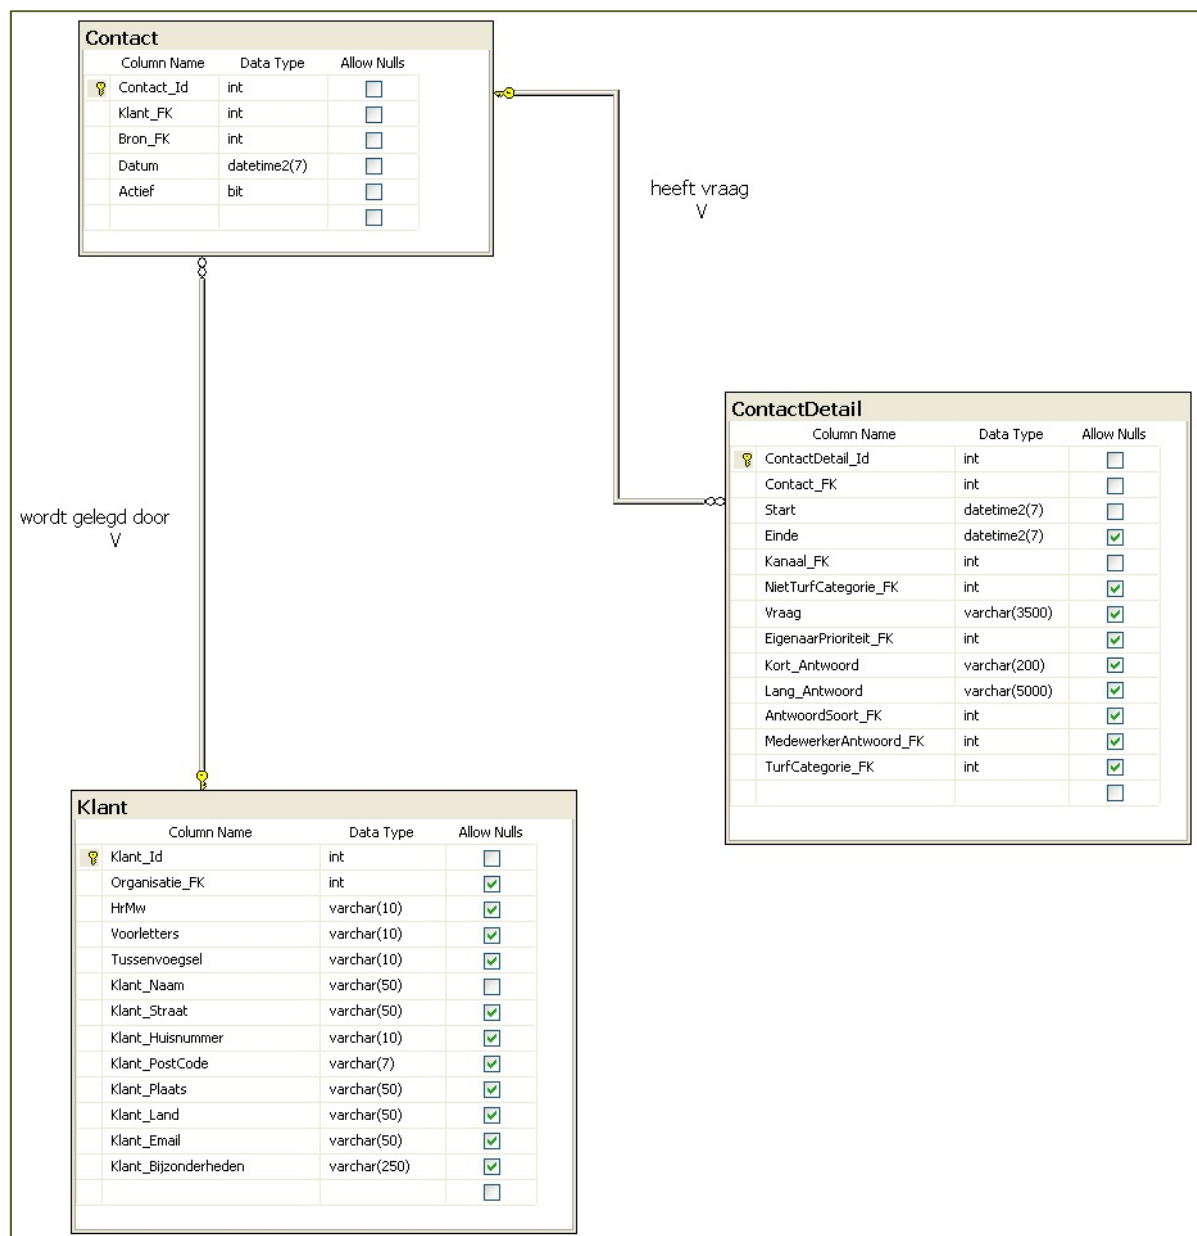 Contact
Column Name Data Type Allow Nulls
Contact_Id int
Klant_FK int
Bron_FK int
Datum datetime2(7)
Actief bit
heeft vraag
V
ContactDetail
Column Name Data Type Allow Nulls
ContactDetail_Id int
Contact_FK int
Start datetime2(7)
Einde datetime2(7)
Kanaal_FK int
NietTurfCategorie_FK int
Vraag varchar(3500)
EigenaarPrioriteit_FK int
Kort_Antwoord varchar(200)
Lang_Antwoord varchar(5000)
AntwoordSoort_FK int
MedewerkerAntwoord_FK int
TurfCategorie_FK int
wordt gelegd door
V
Klant
Column Name Data Type Allow Nulls
Klant_Id int
Organisatie_FK int
HrMw varchar(10)
Voorletters varchar(10)
Tussenvoegsel varchar(10)
Klant_Naam varchar(50)
Klant_Straat varchar(50)
Klant_Huisnummer varchar(10)
Klant_PostCode varchar(7)
Klant_Plaats varchar(50)
Klant_Land varchar(50)
Klant_Email varchar(50)
Klant_Bijzonderheden varchar(250)